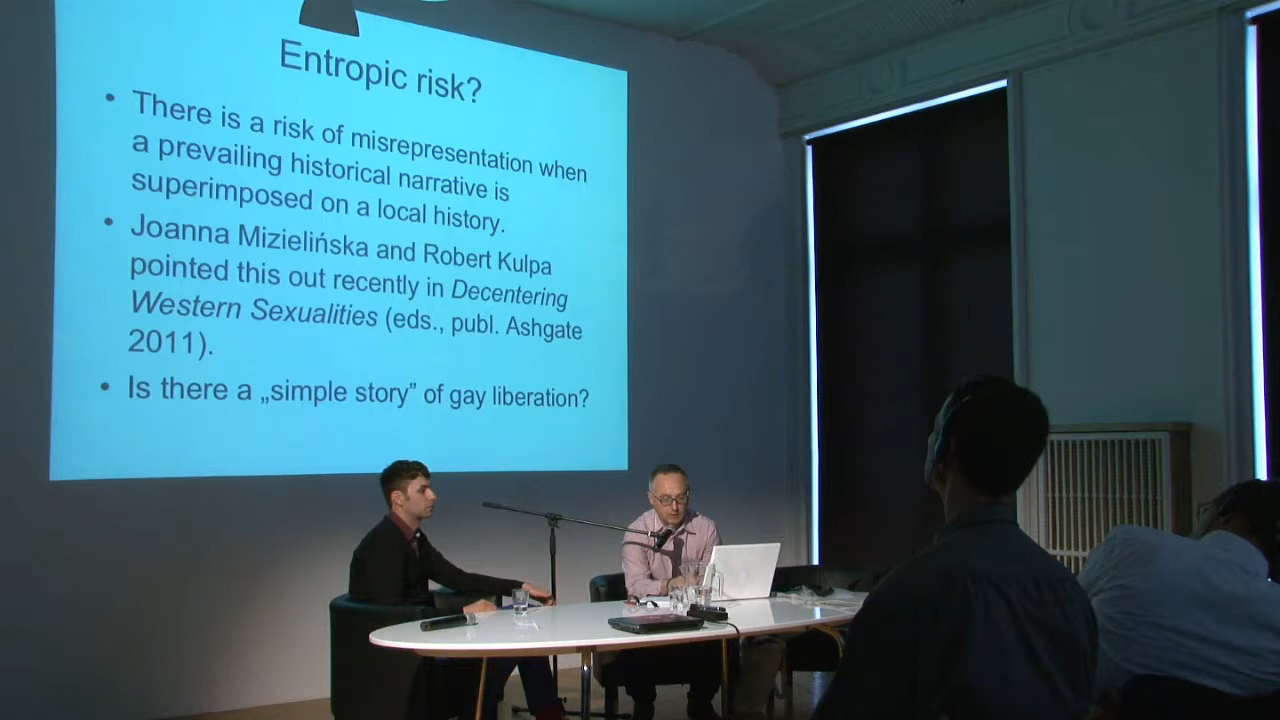 Entropic risk?
• There is a risk of misrepresentation when
a prevailing historical narrative is
superimposed on a local history.
• Joanna Mizielińska and Robert Kulpa
pointed this out recently in Decentering
Western Sexualities (eds., publ. Ashgate
2011).
• Is there a „simple story” of gay liberation?